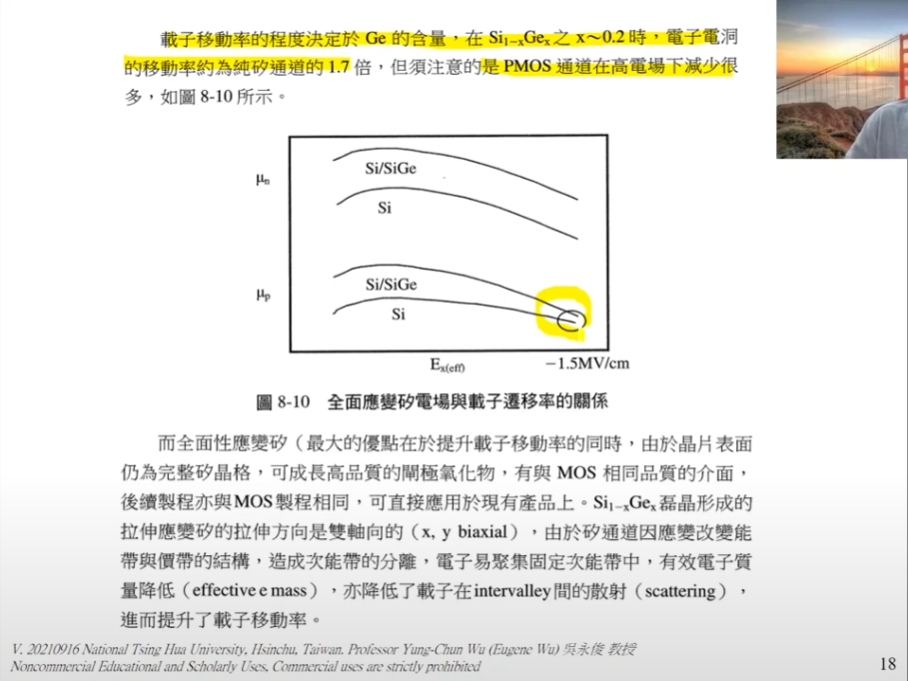 載子移動率的程度決定於 Ge 的含量，在 Si₁₋ₓGeₓ之 x～0.2 時，電子電洞
的移動率約為純矽通道的 1.7 倍，但須注意的是 PMOS 通道在高電場下減少很
多，如圖 8-10 所示。
μₙ
Si/SiGe
Si
μₚ
Si/SiGe
Si
Eₓ₍eff₎
−1.5MV/cm
圖 8-10 全面應變矽電場與載子遷移率的關係
而全面性應變矽（最大的優點在於提升載子移動率的同時，由於晶片表面
仍為完整矽晶格，可成長高品質的閘極氧化物，有與 MOS 相同品質的介面，
後續製程亦與MOS製程相同，可直接應用於現有產品上。Si₁₋ₓGeₓ磊晶形成的
拉伸應變矽的拉伸方向是雙軸向的（x, y biaxial），由於矽通道因應變改變能
帶與價帶的結構，造成次能帶的分離，電子易聚集固定次能帶中，有效電子質
量降低（effective e mass），亦降低了載子在intervalley間的散射（scattering），
進而提升了載子移動率。
V. 20210916 National Tsing Hua University, Hsinchu, Taiwan. Professor Yung-Chun Wu (Eugene Wu) 吳永俊 教授
Noncommercial Educational and Scholarly Uses, Commercial uses are strictly prohibited
18